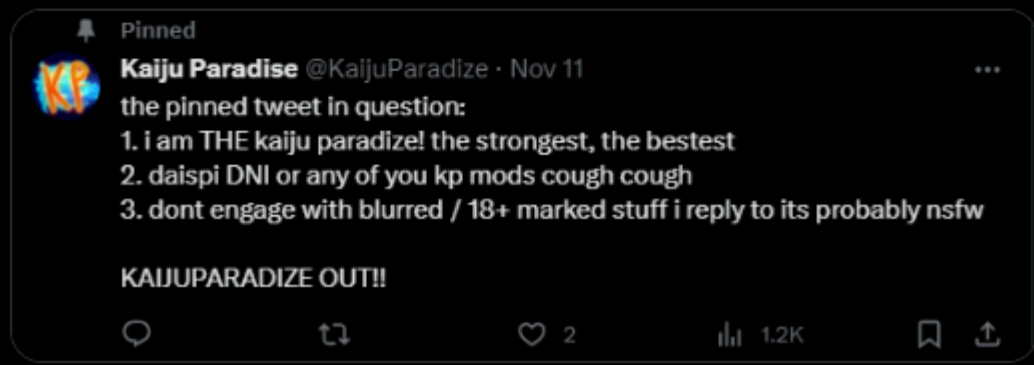 Pinned
KP
Kaiju Paradise @KaijuParadize · Nov 11
the pinned tweet in question:
1. i am THE kaiju paradize! the strongest, the bestest
2. daispi DNI or any of you kp mods cough cough
3. dont engage with blurred / 18+ marked stuff i reply to its probably nsfw
KAIJUPARADIZE OUT!!
2 1.2K